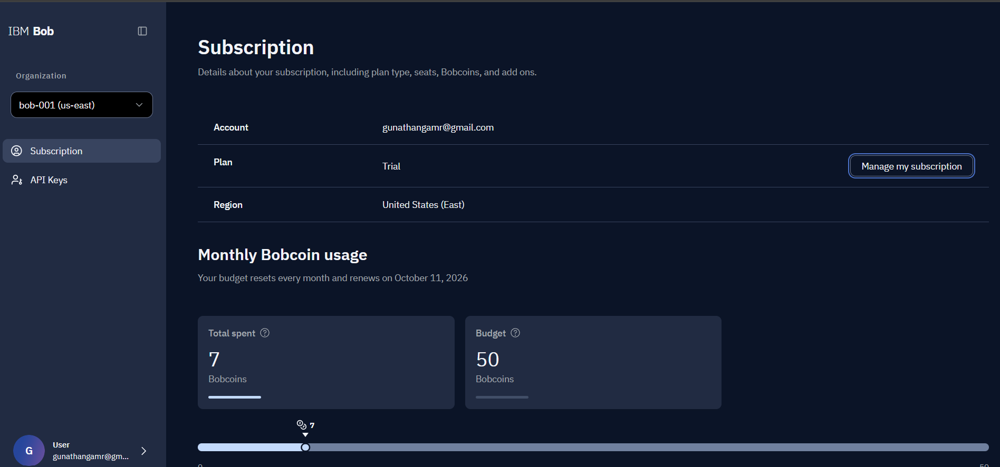 IBM Bob
Organization
bob-001 (us-east)
Subscription
API Keys
User
gunathangamr@gm...
G
Subscription
Details about your subscription, including plan type, seats, Bobcoins, and add ons.
Account
gunathangamr@gmail.com
Plan
Trial
Manage my subscription
Region
United States (East)
Monthly Bobcoin usage
Your budget resets every month and renews on October 11, 2026
Total spent
7
Bobcoins
Budget
50
Bobcoins
7
0
50